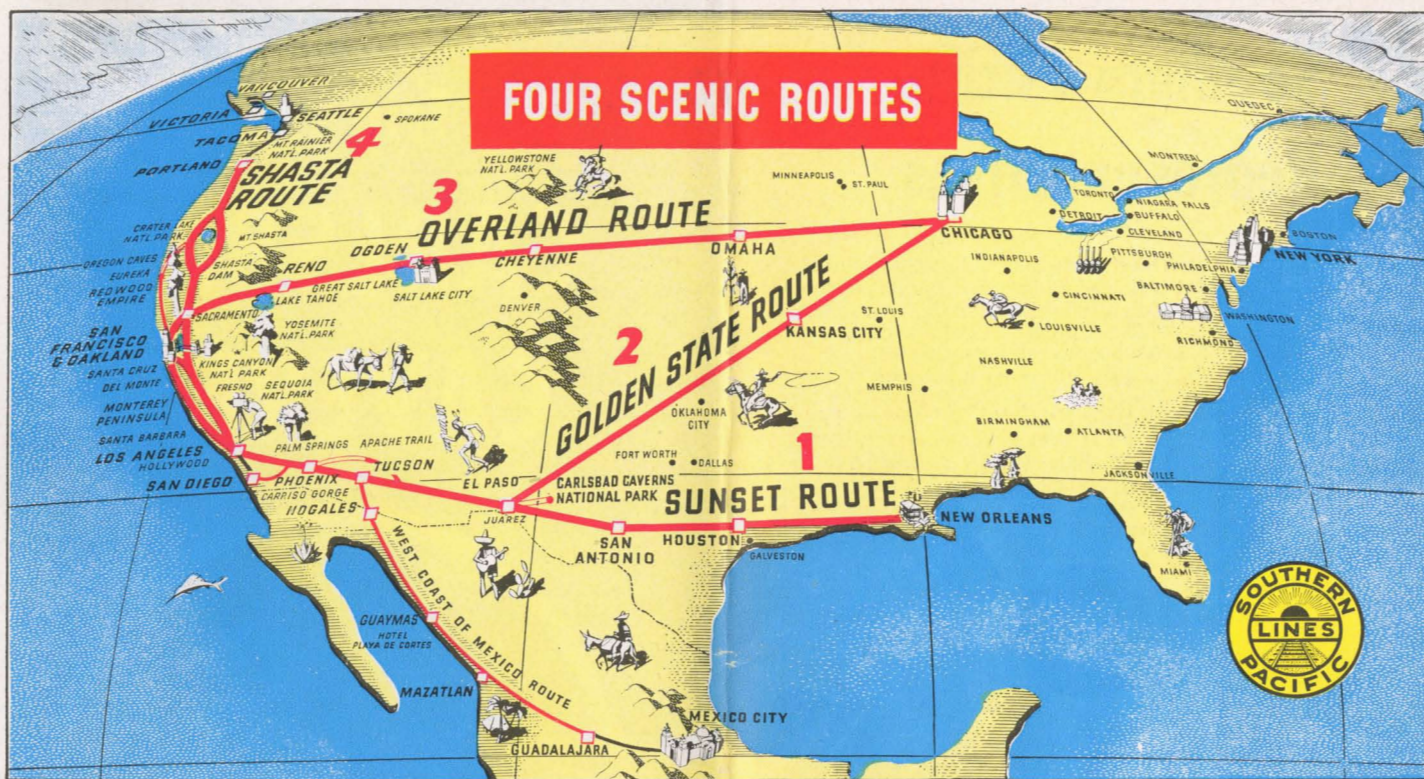 FOUR SCENIC ROUTES
VANCOUVER
VICTORIA
SEATTLE
SPOKANE
TACOMA
MT RAINIER
NATL. PARK
PORTLAND
4
SHASTA
ROUTE
CRATER LAKE
NATL. PARK
MT SHASTA
OREGON CAVES
EUREKA
REDWOOD
EMPIRE
SHASTA
DAM
RENO
YELLOWSTONE
NATL. PARK
3
OVERLAND ROUTE
OGDEN
GREAT SALT LAKE
SALT LAKE CITY
CHEYENNE
OMAHA
MINNEAPOLIS
ST. PAUL
CHICAGO
LAKE TAHOE
SACRAMENTO
YOSEMITE
NATL. PARK
SAN
FRANCISCO
& OAKLAND
SANTA CRUZ
DEL MONTE
MONTEREY
PENINSULA
KINGS CANYON
NATL PARK
FRESNO
SEQUOIA
NATL. PARK
SANTA BARBARA
LOS ANGELES
HOLLYWOOD
SAN DIEGO
PALM SPRINGS
APACHE TRAIL
PHOENIX
TUCSON
CARRISO GORGE
NOGALES
DENVER
2
GOLDEN STATE ROUTE
KANSAS CITY
ST. LOUIS
OKLAHOMA
CITY
MEMPHIS
FORT WORTH
DALLAS
EL PASO
JUAREZ
CARLSBAD CAVERNS
NATIONAL PARK
1
SUNSET ROUTE
SAN
ANTONIO
HOUSTON
GALVESTON
NEW ORLEANS
QUEBEC
MONTREAL
TORONTO
NIAGARA FALLS
DETROIT
BUFFALO
CLEVELAND
BOSTON
NEW YORK
PITTSBURGH
PHILADELPHIA
INDIANAPOLIS
BALTIMORE
CINCINNATI
WASHINGTON
LOUISVILLE
RICHMOND
NASHVILLE
BIRMINGHAM
ATLANTA
JACKSONVILLE
MIAMI
WEST COAST OF MEXICO ROUTE
GUAYMAS
HOTEL
PLAYA DE CORTES
MAZATLAN
GUADALAJARA
MEXICO CITY
SOUTHERN
LINES
PACIFIC